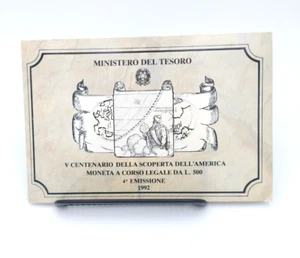 MINISTERO DEL TESORO
V CENTENARIO DELLA SCOPERTA DELL'AMERICA
MONETA A CORSO LEGALE DA L. 500
4ª EMISSIONE
1992